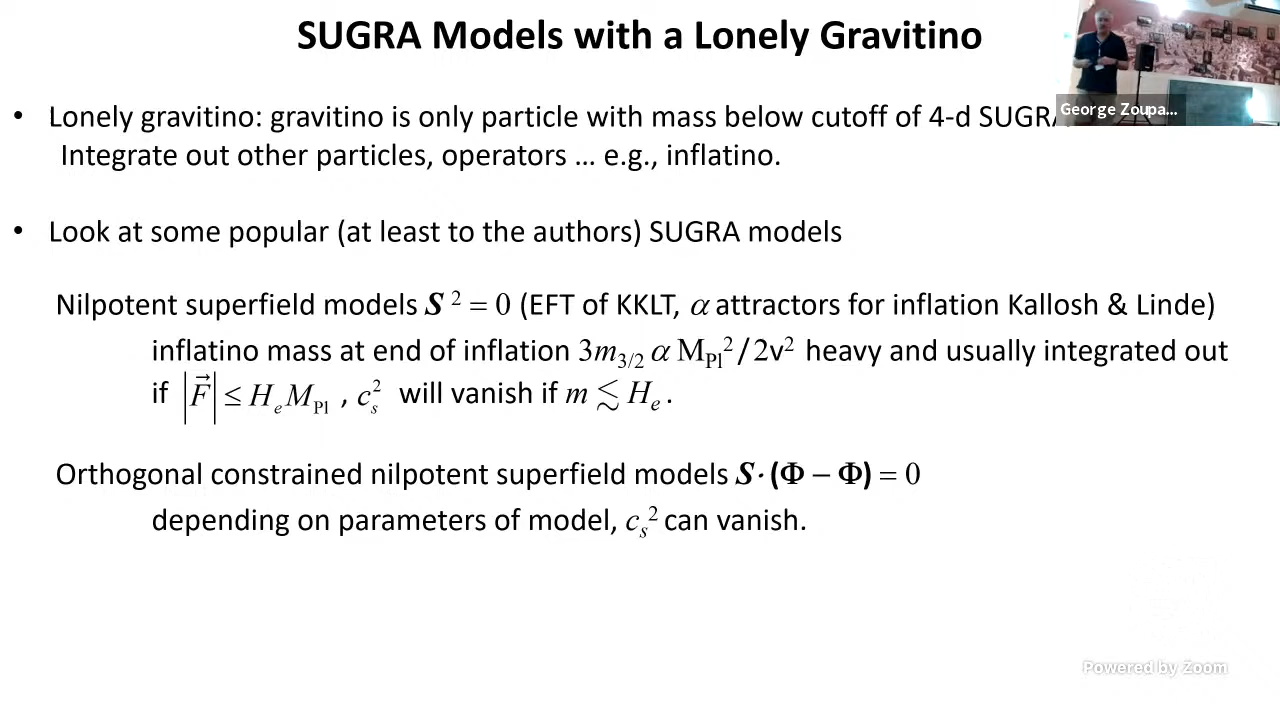 SUGRA Models with a Lonely Gravitino
George Zoupa...
• Lonely gravitino: gravitino is only particle with mass below cutoff of 4-d SUGRA
Integrate out other particles, operators … e.g., inflatino.
• Look at some popular (at least to the authors) SUGRA models
Nilpotent superfield models S² = 0 (EFT of KKLT, α attractors for inflation Kallosh & Linde)
inflatino mass at end of inflation 3m₃/₂ α M_Pl²/2v² heavy and usually integrated out
if |F⃗| ≤ HₑM_Pl , cₛ² will vanish if m ≲ Hₑ.
Orthogonal constrained nilpotent superfield models S·(Φ – Φ) = 0
depending on parameters of model, cₛ² can vanish.
Powered by Zoom